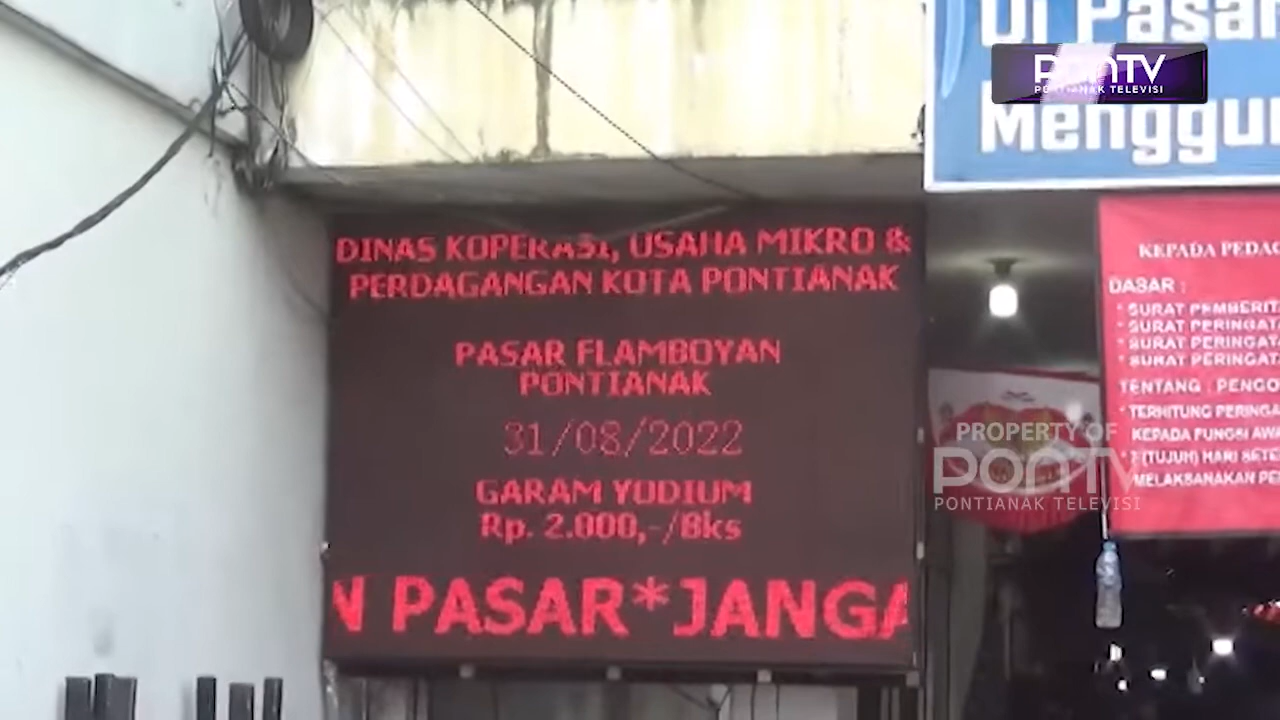 Di Pasar
Menggu
PONTV
PONTIANAK TELEVISI
DINAS KOPERASI, USAHA MIKRO &
PERDAGANGAN KOTA PONTIANAK
PASAR FLAMBOYAN
PONTIANAK
31/08/2022
GARAM YODIUM
Rp. 2.000,-/Bks
N PASAR*JANGA
KEPADA PEDAG
DASAR :
* SURAT PEMBERITA
* SURAT PERINGATA
* SURAT PERINGATA
* SURAT PERINGATA
TENTANG : PENGO
* TERHITUNG PERINGA
KEPADA FUNGSI AWA
(TUJUH) HARI SETE
MELAKSANAKAN PE
PROPERTY OF
PONTV
PONTIANAK TELEVISI